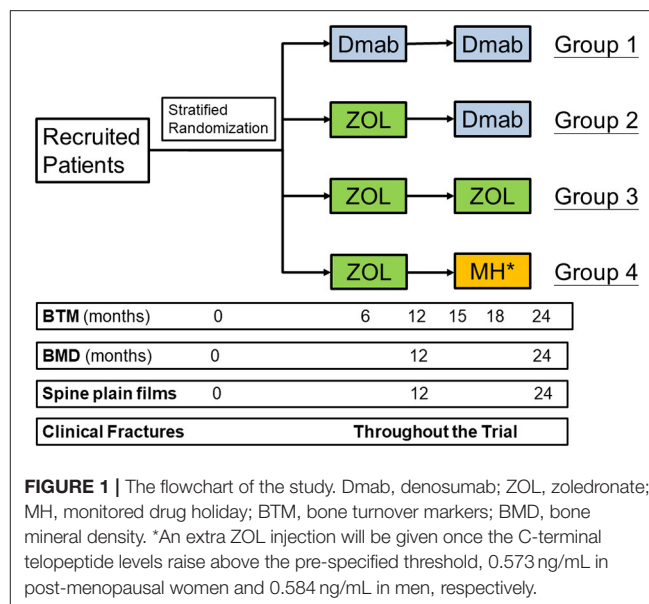 Dmab Dmab Group 1
Stratified
Randomization
ZOL Dmab Group 2
Recruited
Patients
ZOL ZOL Group 3
ZOL MH* Group 4
BTM (months) 0 6 12 15 18 24
BMD (months) 0 12 24
Spine plain films 0 12 24
Clinical Fractures Throughout the Trial
FIGURE 1 | The flowchart of the study. Dmab, denosumab; ZOL, zoledronate;
MH, monitored drug holiday; BTM, bone turnover markers; BMD, bone
mineral density. *An extra ZOL injection will be given once the C-terminal
telopeptide levels raise above the pre-specified threshold, 0.573 ng/mL in
post-menopausal women and 0.584 ng/mL in men, respectively.